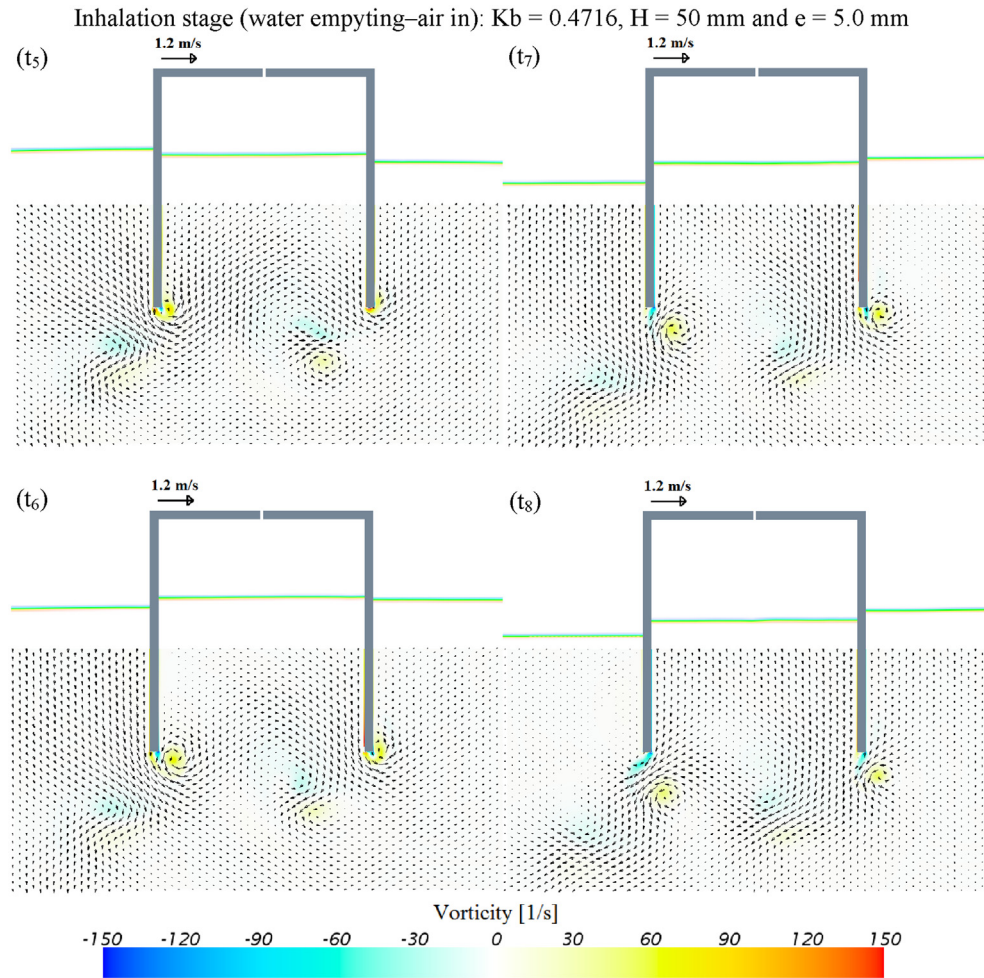 Inhalation stage (water empyting–air in): Kb = 0.4716, H = 50 mm and e = 5.0 mm
(t₅)
1.2 m/s
(t₇)
1.2 m/s
(t₆)
1.2 m/s
(t₈)
1.2 m/s
Vorticity [1/s]
-150 -120 -90 -60 -30 0 30 60 90 120 150